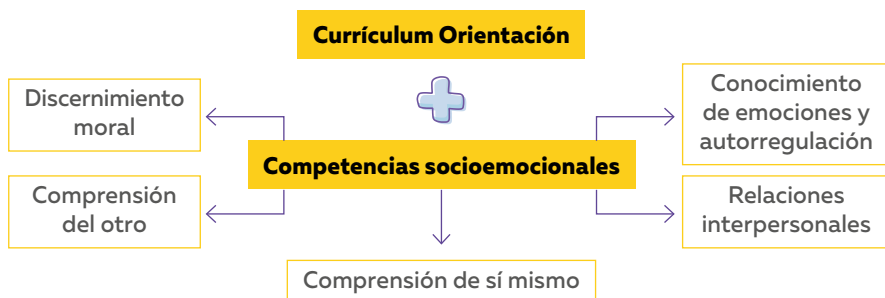 Currículum Orientación
Discernimiento
moral
Conocimiento
de emociones y
autorregulación
Competencias socioemocionales
Comprensión
del otro
Relaciones
interpersonales
Comprensión de sí mismo